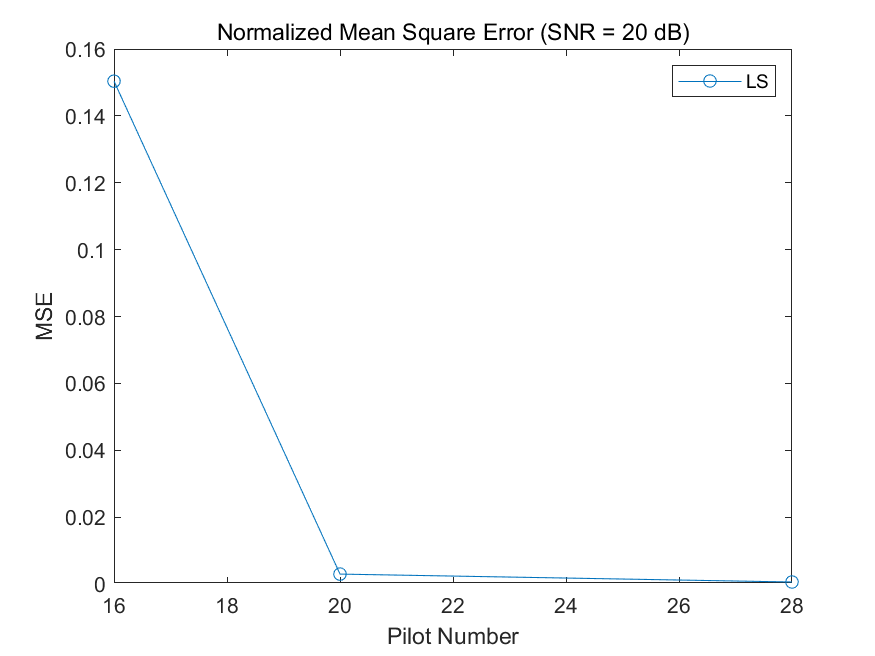 Normalized Mean Square Error (SNR = 20 dB)
LS
0.16
0.14
0.12
0.1
0.08
0.06
0.04
0.02
0
MSE
16 18 20 22 24 26 28
Pilot Number